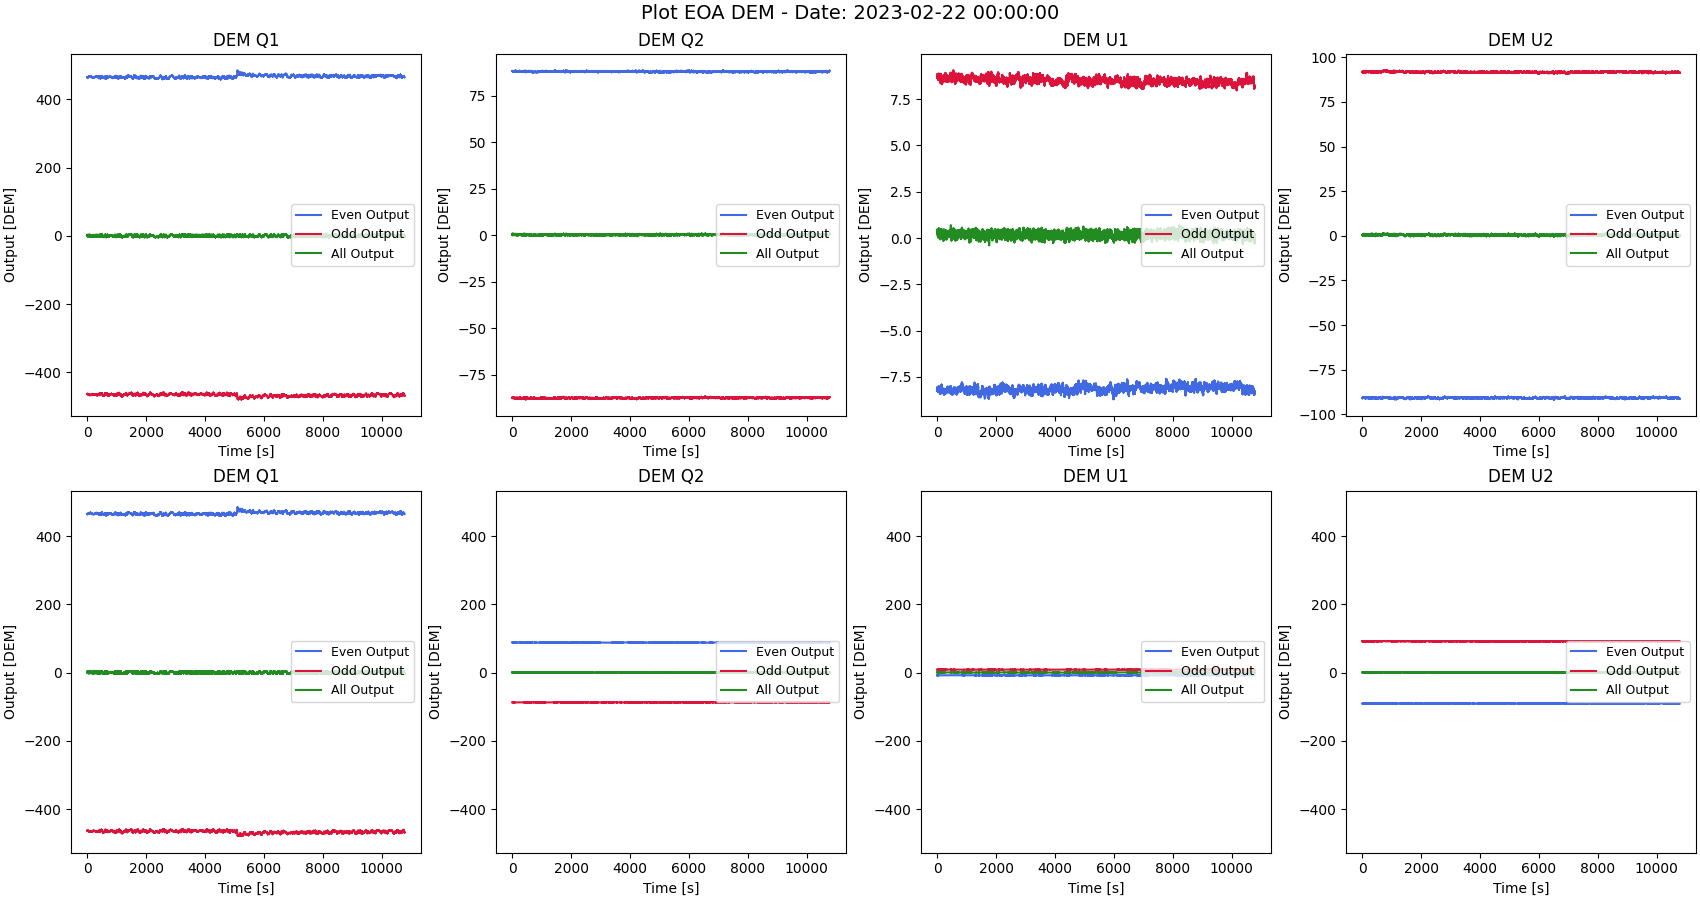 Plot EOA DEM - Date: 2023-02-22 00:00:00
DEM Q1
Output [DEM]
400
200
0
−200
−400
0 2000 4000 6000 8000 10000
Time [s]
Even Output
Odd Output
All Output
DEM Q2
Output [DEM]
75
50
25
0
−25
−50
−75
0 2000 4000 6000 8000 10000
Time [s]
Even Output
Odd Output
All Output
DEM U1
Output [DEM]
7.5
5.0
2.5
0.0
−2.5
−5.0
−7.5
0 2000 4000 6000 8000 10000
Time [s]
Even Output
Odd Output
All Output
DEM U2
Output [DEM]
100
75
50
25
0
−25
−50
−75
−100
0 2000 4000 6000 8000 10000
Time [s]
Even Output
Odd Output
All Output
DEM Q1
Output [DEM]
400
200
0
−200
−400
0 2000 4000 6000 8000 10000
Time [s]
Even Output
Odd Output
All Output
DEM Q2
Output [DEM]
400
200
0
−200
−400
0 2000 4000 6000 8000 10000
Time [s]
Even Output
Odd Output
All Output
DEM U1
Output [DEM]
400
200
0
−200
−400
0 2000 4000 6000 8000 10000
Time [s]
Even Output
Odd Output
All Output
DEM U2
Output [DEM]
400
200
0
−200
−400
0 2000 4000 6000 8000 10000
Time [s]
Even Output
Odd Output
All Output